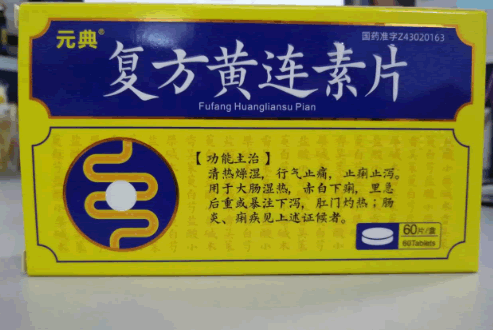 元典®
国药准字Z43020163
复方黄连素片
Fufang Huangliansu Pian
【功能主治】
清热燥湿,行气止痛,止痢止泻。
用于大肠湿热,赤白下痢,里急
后重或暴注下泻,肛门灼热;肠
炎、痢疾见上述证候者。
60片/盒
60Tablets